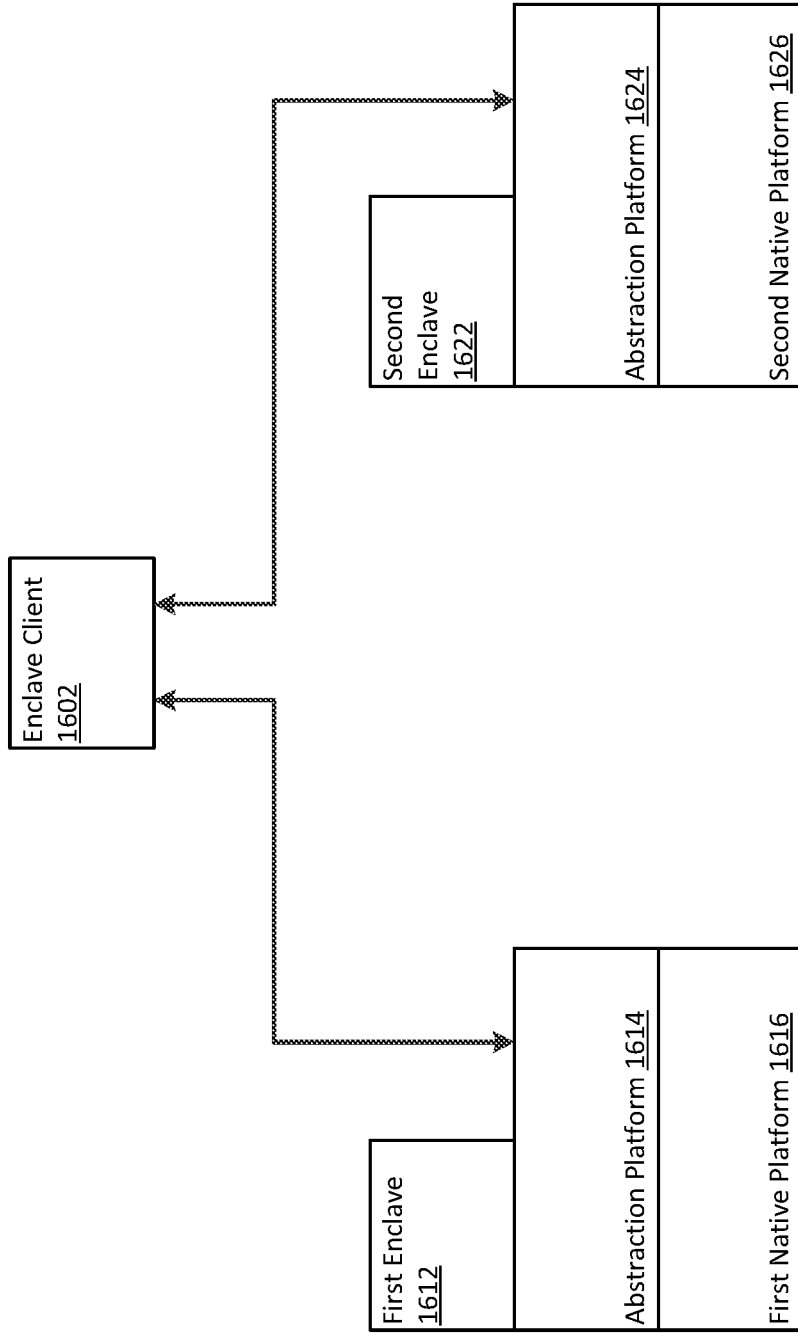 Enclave Client
1602
First Enclave
1612
Abstraction Platform 1614
First Native Platform 1616
Second
Enclave
1622
Abstraction Platform 1624
Second Native Platform 1626